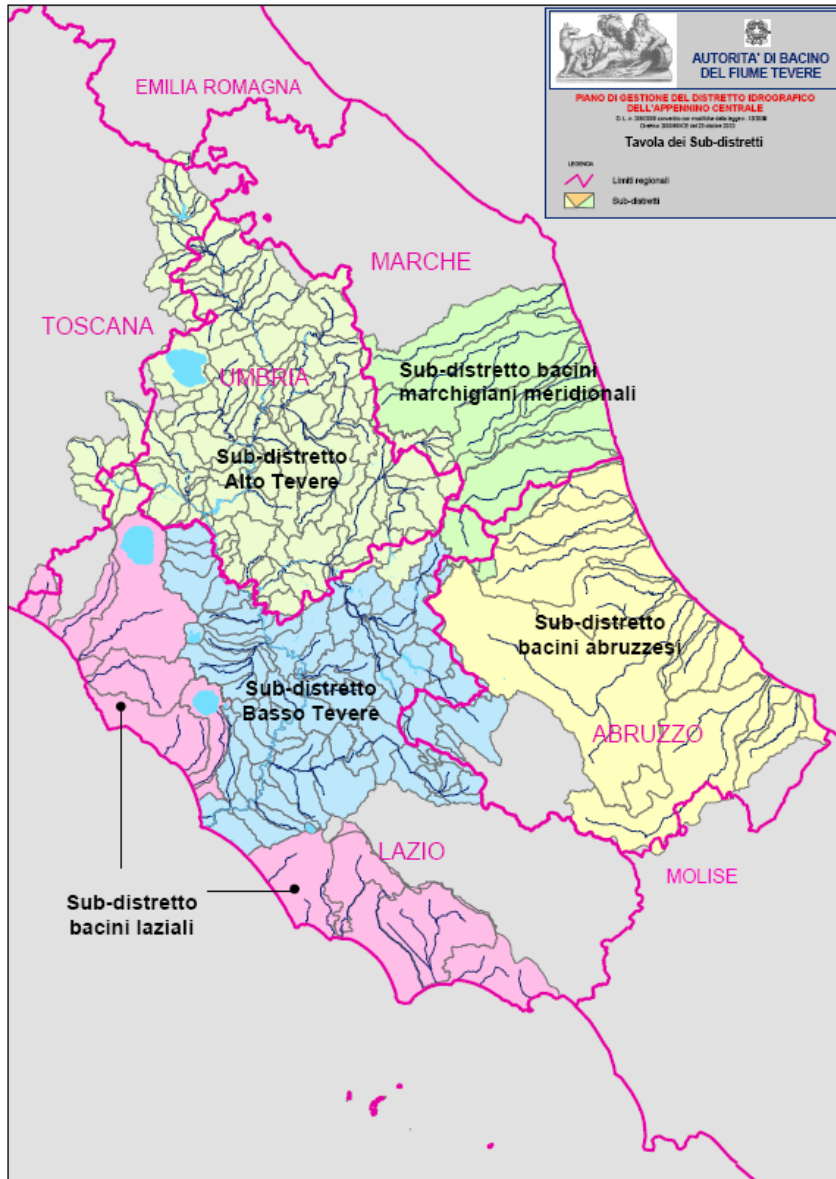 AUTORITA' DI BACINO
DEL FIUME TEVERE
PIANO DI GESTIONE DEL DISTRETTO IDROGRAFICO
DELL'APPENNINO CENTRALE
Tavola dei Sub-distretti
LEGENDA
Limiti regionali
Sub-distretti
EMILIA ROMAGNA
MARCHE
TOSCANA
UMBRIA
Sub-distretto bacini
marchigiani meridionali
Sub-distretto
Alto Tevere
Sub-distretto
bacini abruzzesi
Sub-distretto
Basso Tevere
ABRUZZO
LAZIO
MOLISE
Sub-distretto
bacini laziali